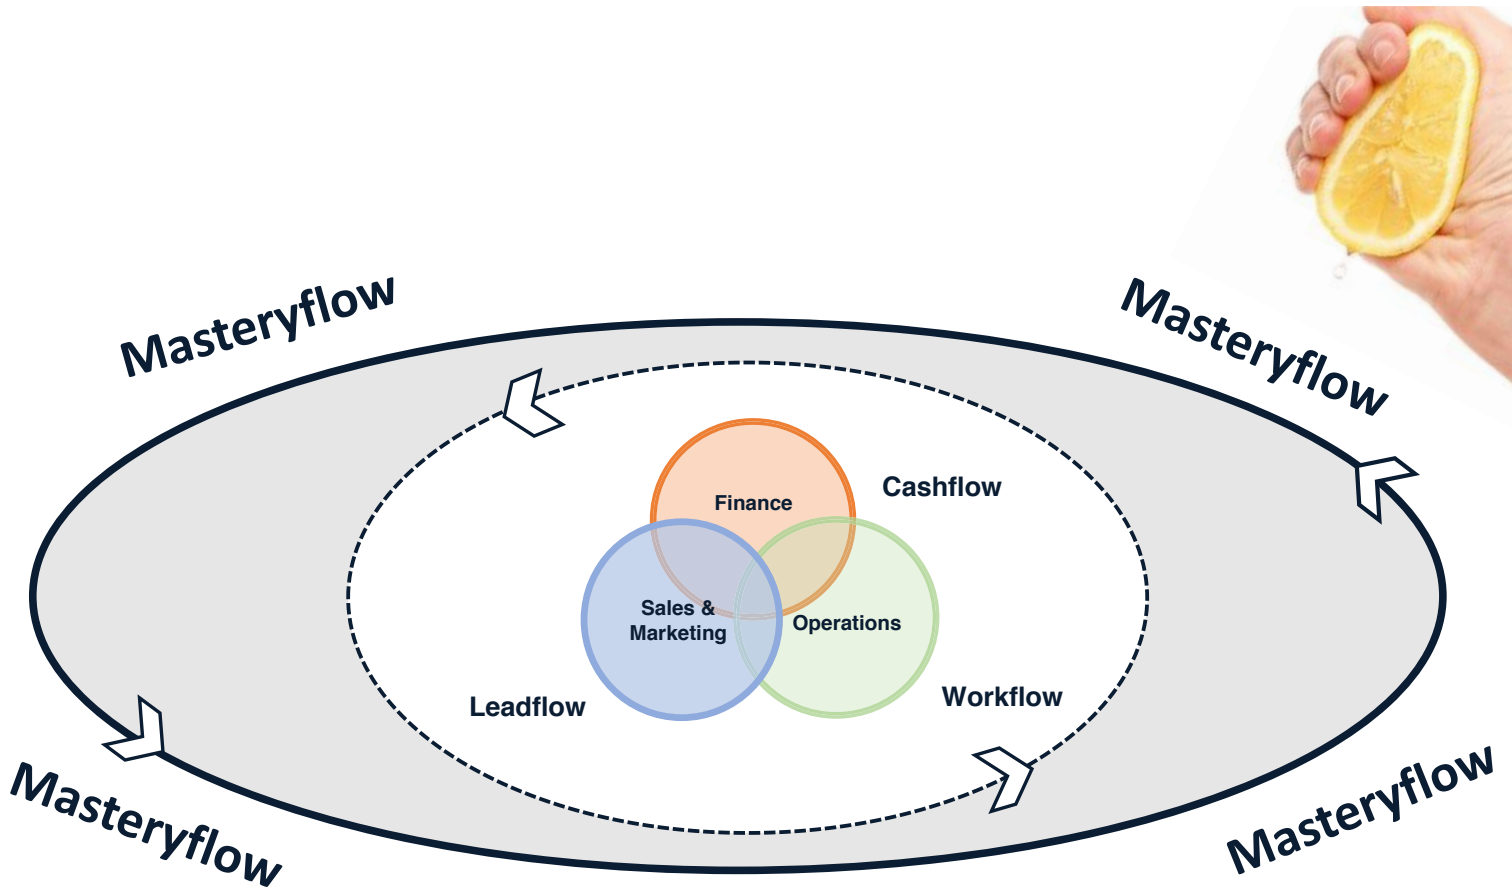 Masteryflow
Masteryflow
Finance
Cashflow
Sales &
Marketing
Operations
Leadflow
Workflow
Masteryflow
Masteryflow